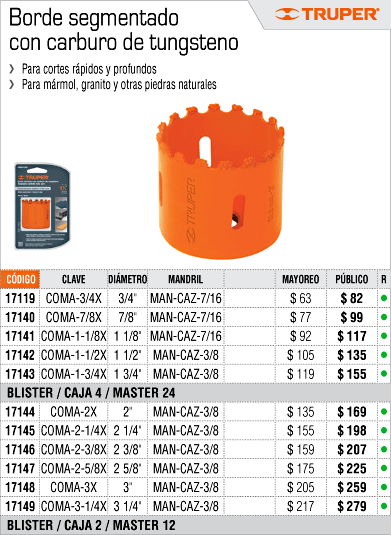 Borde segmentado
con carburo de tungsteno
TRUPER®
› Para cortes rápidos y profundos
› Para mármol, granito y otras piedras naturales
TRUPER
TRUPER
CÓDIGO CLAVE DIÁMETRO MANDRIL MAYOREO PÚBLICO R
17119 COMA-3/4X 3/4" MAN-CAZ-7/16 $ 63 $ 82
17140 COMA-7/8X 7/8" MAN-CAZ-7/16 $ 77 $ 99
17141 COMA-1-1/8X 1 1/8" MAN-CAZ-7/16 $ 92 $ 117
17142 COMA-1-1/2X 1 1/2" MAN-CAZ-3/8 $ 105 $ 135
17143 COMA-1-3/4X 1 3/4" MAN-CAZ-3/8 $ 119 $ 155
BLISTER / CAJA 4 / MASTER 24
17144 COMA-2X 2" MAN-CAZ-3/8 $ 135 $ 169
17145 COMA-2-1/4X 2 1/4" MAN-CAZ-3/8 $ 155 $ 198
17146 COMA-2-3/8X 2 3/8" MAN-CAZ-3/8 $ 159 $ 207
17147 COMA-2-5/8X 2 5/8" MAN-CAZ-3/8 $ 175 $ 225
17148 COMA-3X 3" MAN-CAZ-3/8 $ 205 $ 259
17149 COMA-3-1/4X 3 1/4" MAN-CAZ-3/8 $ 217 $ 279
BLISTER / CAJA 2 / MASTER 12